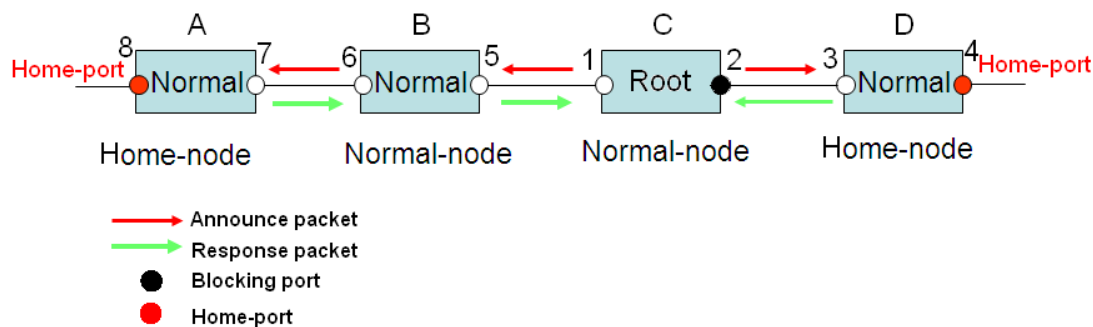 A B C D
8 7 6 5 1 2 3 4
Home-port Normal Normal Root Normal Home-port
Home-node Normal-node Normal-node Home-node
Announce packet
Response packet
Blocking port
Home-port